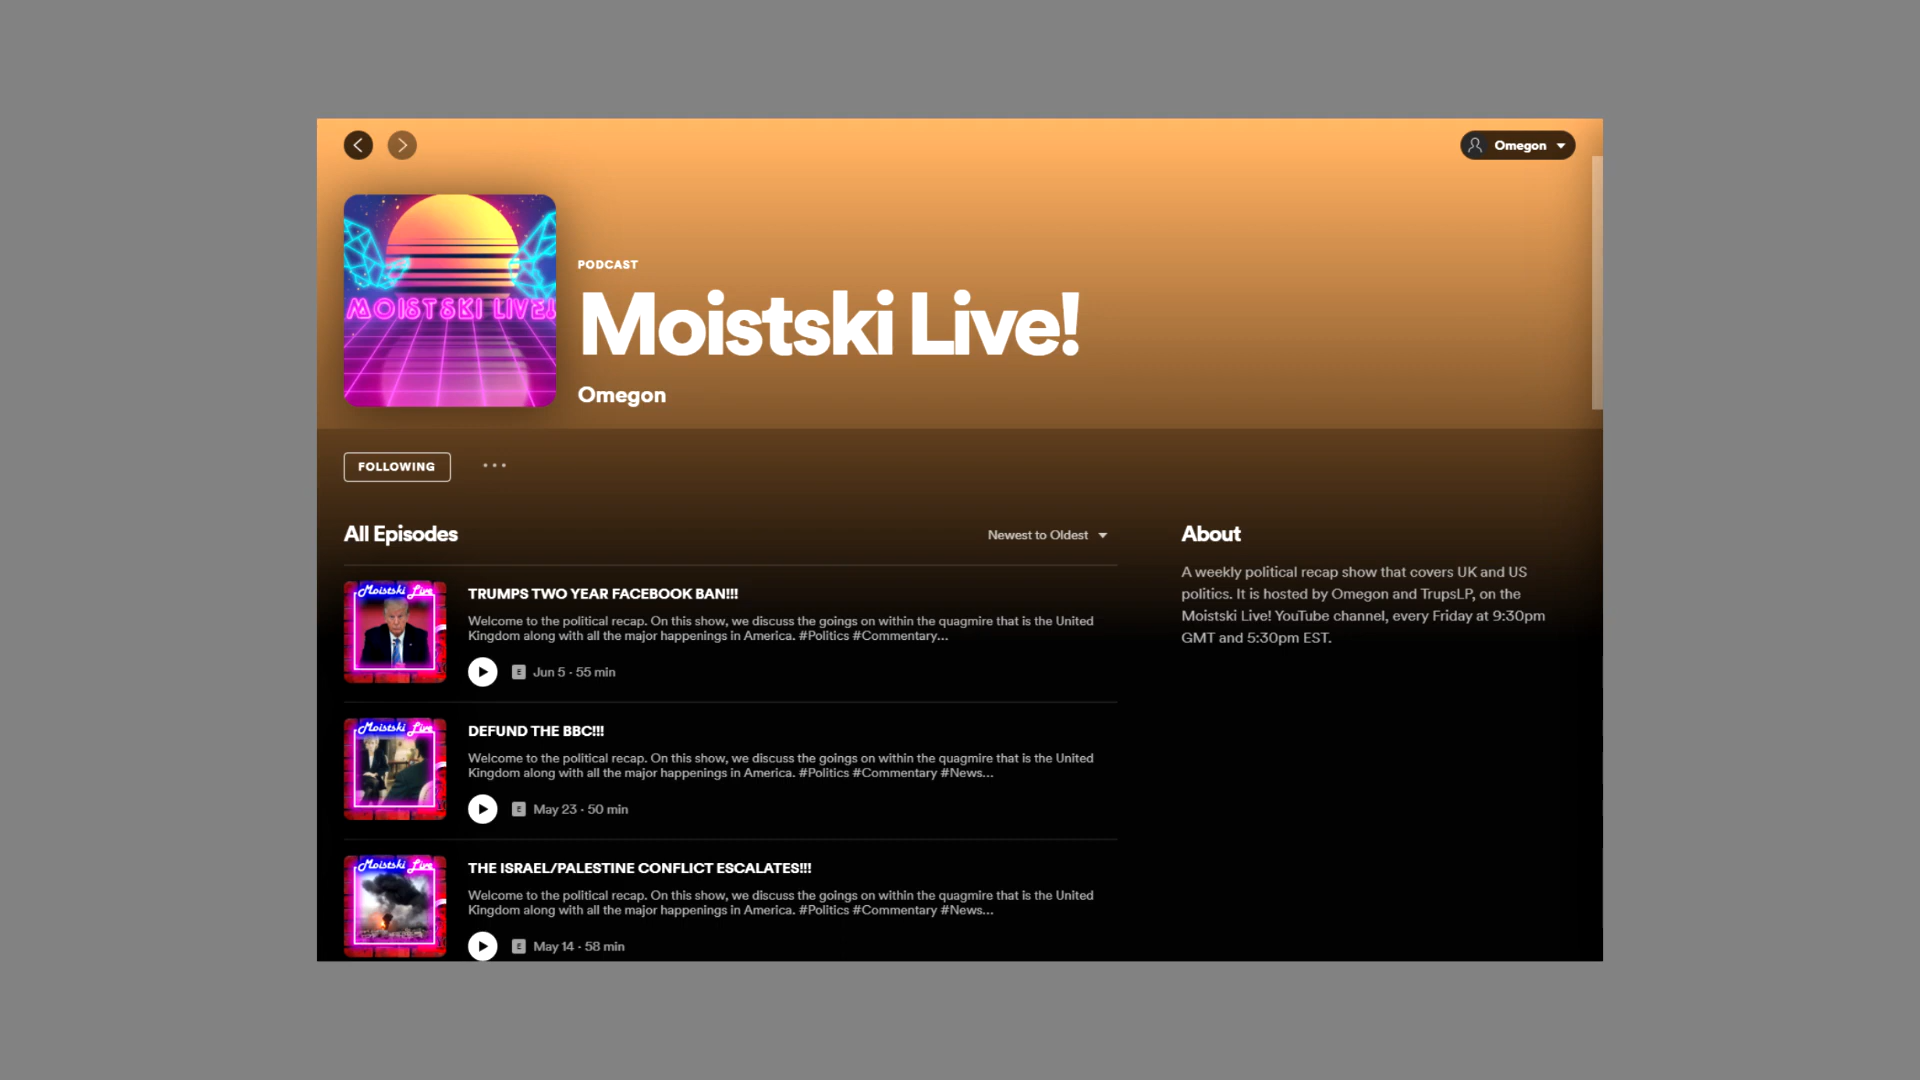 Omegon
MOISTSKI LIVE!
PODCAST
Moistski Live!
Omegon
FOLLOWING
All Episodes
Newest to Oldest
Moistski Live
TRUMPS TWO YEAR FACEBOOK BAN!!!
Welcome to the political recap. On this show, we discuss the goings on within the quagmire that is the United
Kingdom along with all the major happenings in America. #Politics #Commentary...
E Jun 5 · 55 min
Moistski Live
DEFUND THE BBC!!!
Welcome to the political recap. On this show, we discuss the goings on within the quagmire that is the United
Kingdom along with all the major happenings in America. #Politics #Commentary #News...
E May 23 · 50 min
Moistski Live
THE ISRAEL/PALESTINE CONFLICT ESCALATES!!!
Welcome to the political recap. On this show, we discuss the goings on within the quagmire that is the United
Kingdom along with all the major happenings in America. #Politics #Commentary #News...
E May 14 · 58 min
About
A weekly political recap show that covers UK and US
politics. It is hosted by Omegon and TrupsLP, on the
Moistski Live! YouTube channel, every Friday at 9:30pm
GMT and 5:30pm EST.